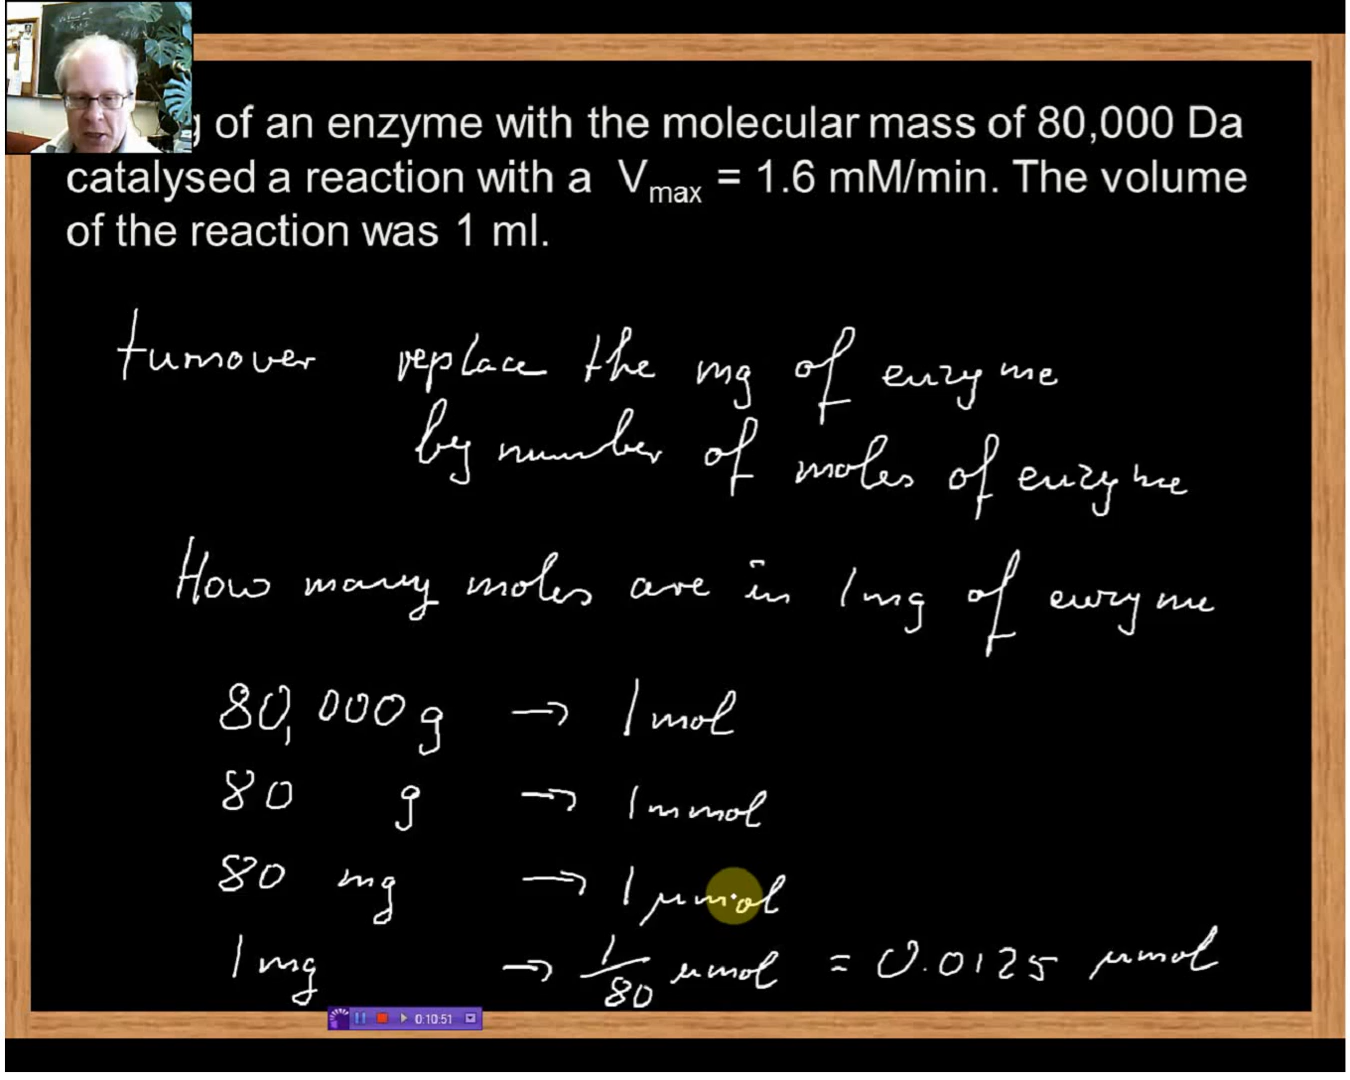 g of an enzyme with the molecular mass of 80,000 Da
catalysed a reaction with a Vmax = 1.6 mM/min. The volume
of the reaction was 1 ml.
turnover replace the mg of enzyme
by number of moles of enzyme
How many moles are in 1mg of enzyme
80,000 g → 1 mol
80 g → 1 mmol
80 mg → 1 µmol
1 mg → 1/80 µmol = 0.0125 µmol
0:10:51